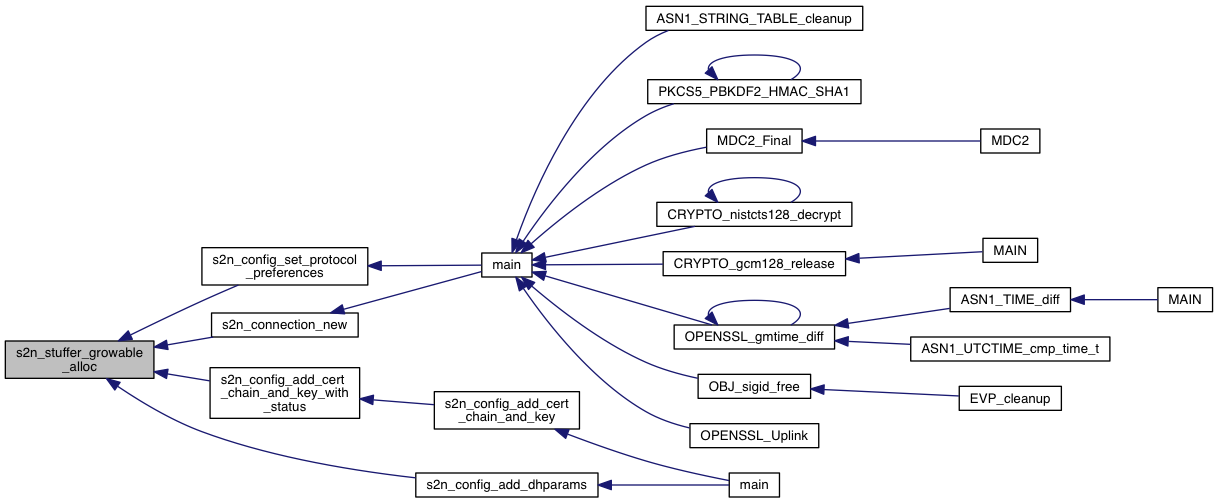 ASN1_STRING_TABLE_cleanup
PKCS5_PBKDF2_HMAC_SHA1
MDC2_Final
MDC2
CRYPTO_nistcts128_decrypt
s2n_config_set_protocol
_preferences
main
CRYPTO_gcm128_release
MAIN
ASN1_TIME_diff
MAIN
s2n_connection_new
OPENSSL_gmtime_diff
ASN1_UTCTIME_cmp_time_t
s2n_stuffer_growable
_alloc
s2n_config_add_cert
_chain_and_key_with
_status
s2n_config_add_cert
_chain_and_key
OBJ_sigid_free
EVP_cleanup
OPENSSL_Uplink
s2n_config_add_dhparams
main